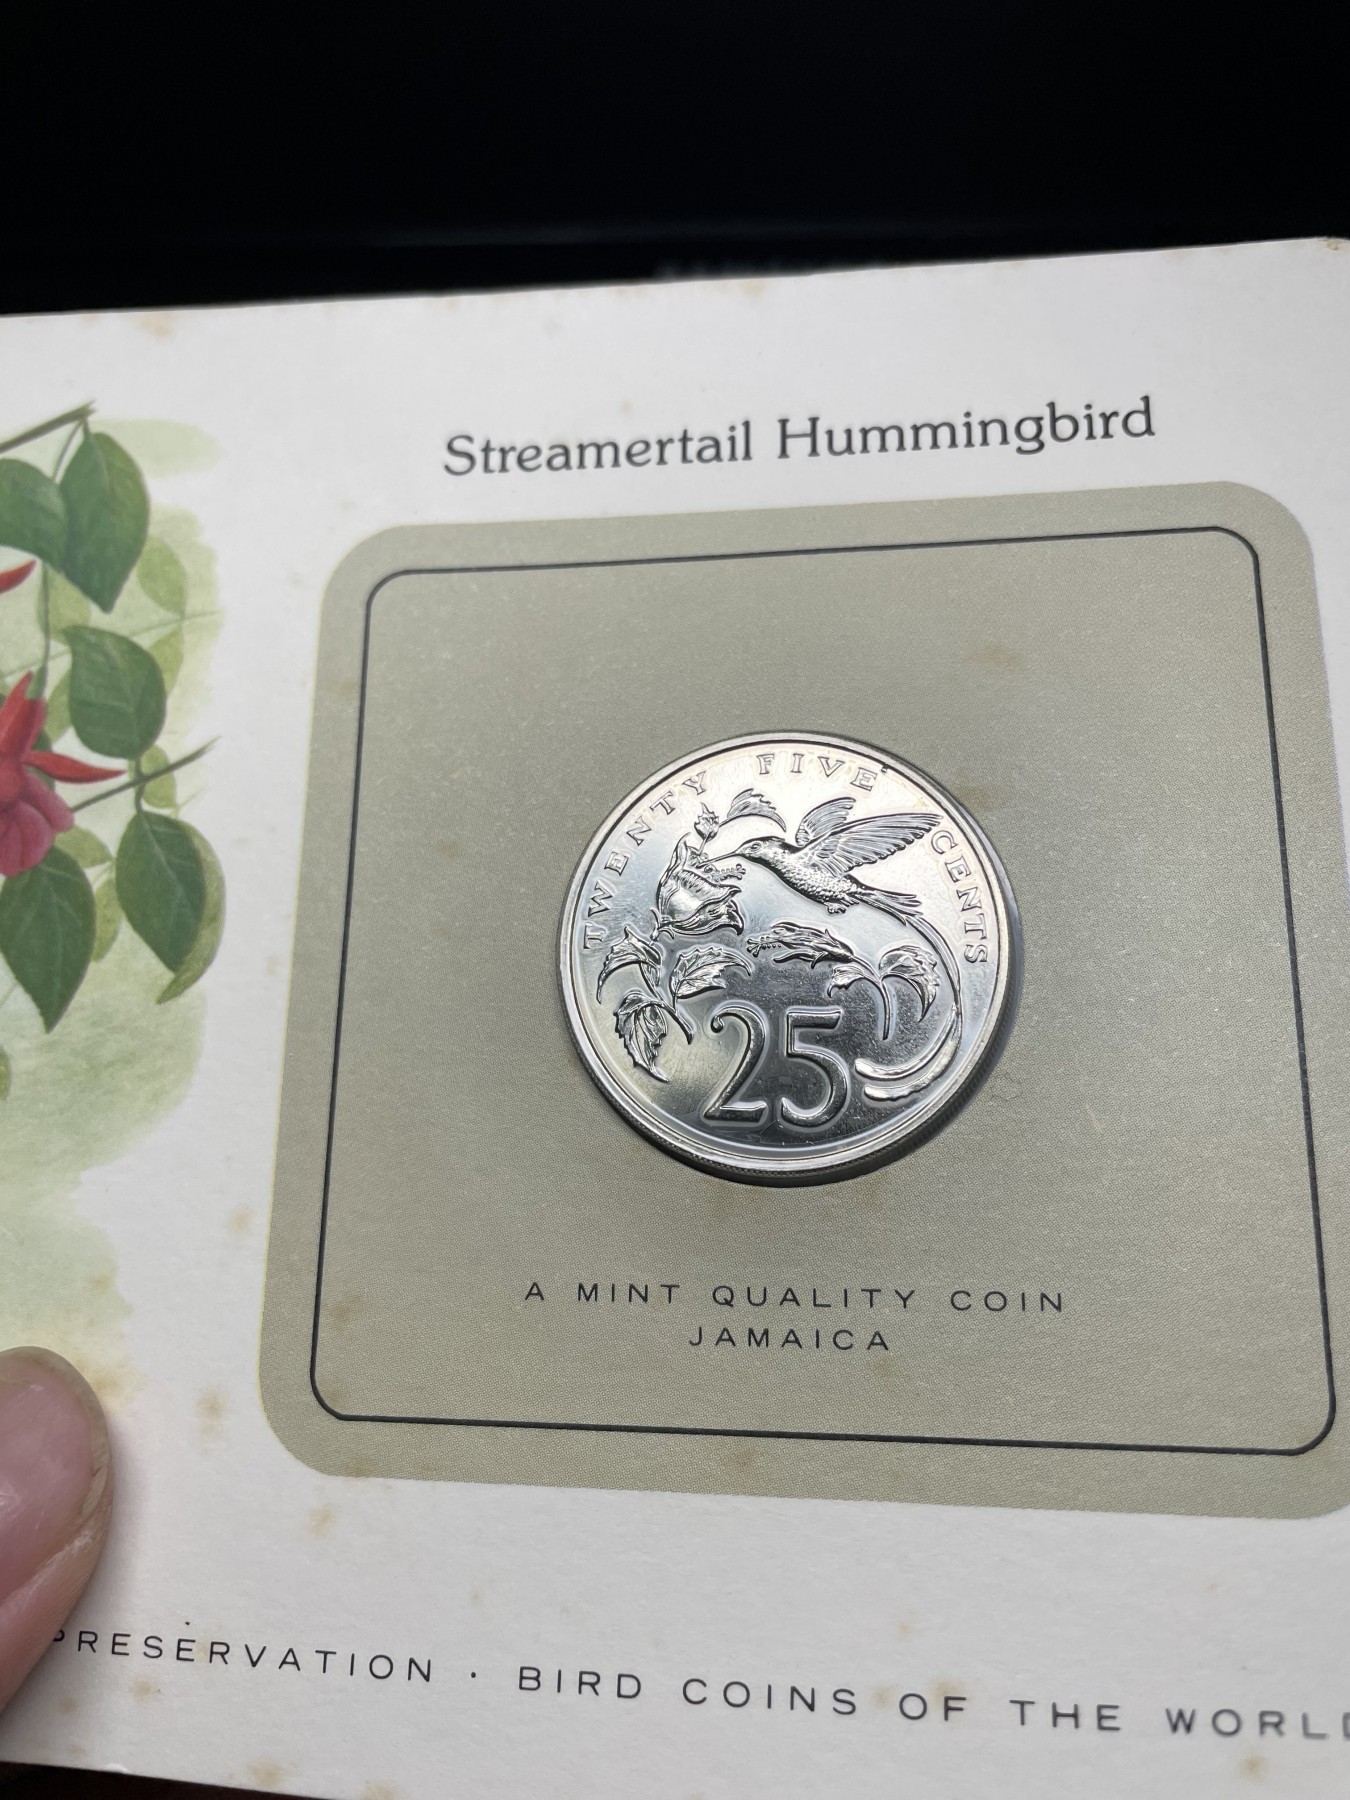 Streamertail Hummingbird
TWENTY FIVE CENTS
25
A MINT QUALITY COIN
JAMAICA
PRESERVATION · BIRD COINS OF THE WORLD